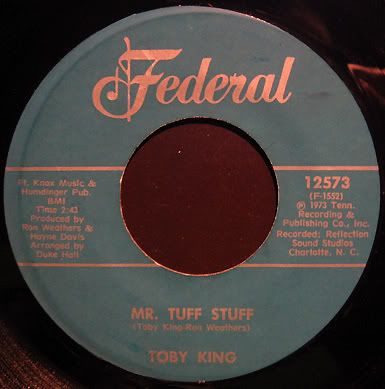 Federal
Ft. Knox Music &
Humdinger Pub.
BMI
Time 2:43
Produced by
Ron Weathers &
Hayne Davis
Arranged by
Duke Hall
12573
(F-1552)
℗ 1973 Tenn.
Recording &
Publishing Co., Inc.
Recorded; Reflection
Sound Studios
Charlotte, N. C.
MR. TUFF STUFF
(Toby King-Ron Weathers)
TOBY KING